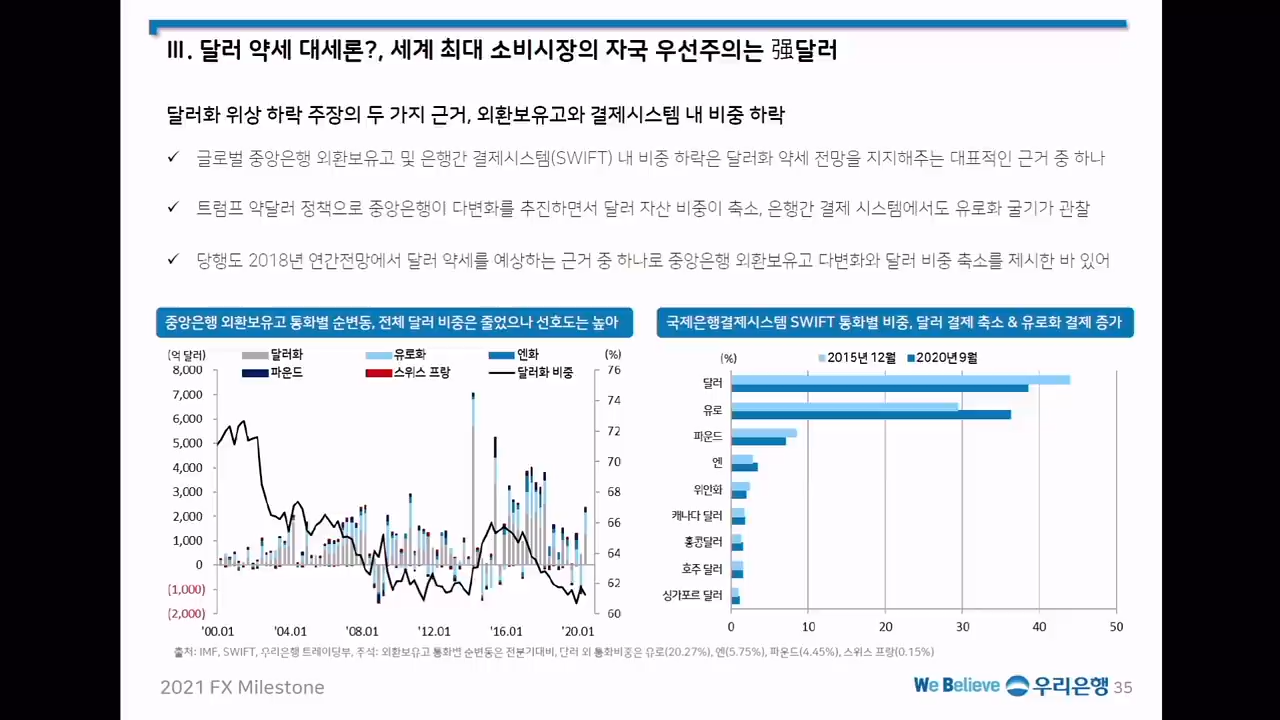 Ⅲ. 달러 약세 대세론?, 세계 최대 소비시장의 자국 우선주의는 强달러
달러화 위상 하락 주장의 두 가지 근거, 외환보유고와 결제시스템 내 비중 하락
✓ 글로벌 중앙은행 외환보유고 및 은행간 결제시스템(SWIFT) 내 비중 하락은 달러화 약세 전망을 지지해주는 대표적인 근거 중 하나
✓ 트럼프 약달러 정책으로 중앙은행이 다변화를 추진하면서 달러 자산 비중이 축소, 은행간 결제 시스템에서도 유로화 굴기가 관찰
✓ 당행도 2018년 연간전망에서 달러 약세를 예상하는 근거 중 하나로 중앙은행 외환보유고 다변화와 달러 비중 축소를 제시한 바 있어
중앙은행 외환보유고 통화별 순변동, 전체 달러 비중은 줄었으나 선호도는 높아
(억 달러) 달러화 유로화 엔화 (%)
파운드 스위스 프랑 달러화 비중
8,000 76
7,000 74
6,000 72
5,000 70
4,000 68
3,000 66
2,000 64
1,000 62
0 60
(1,000)
(2,000)
'00.01 '04.01 '08.01 '12.01 '16.01 '20.01
국제은행결제시스템 SWIFT 통화별 비중, 달러 결제 축소 & 유로화 결제 증가
(%) 2015년 12월 2020년 9월
달러
유로
파운드
엔
위안화
캐나다 달러
홍콩달러
호주 달러
싱가포르 달러
0 10 20 30 40 50
출처: IMF, SWIFT, 우리은행 트레이딩부, 주석: 외환보유고 통화별 순변동은 전분기대비, 달러 외 통화비중은 유로(20.27%), 엔(5.75%), 파운드(4.45%), 스위스 프랑(0.15%)
2021 FX Milestone
We Believe 우리은행 35